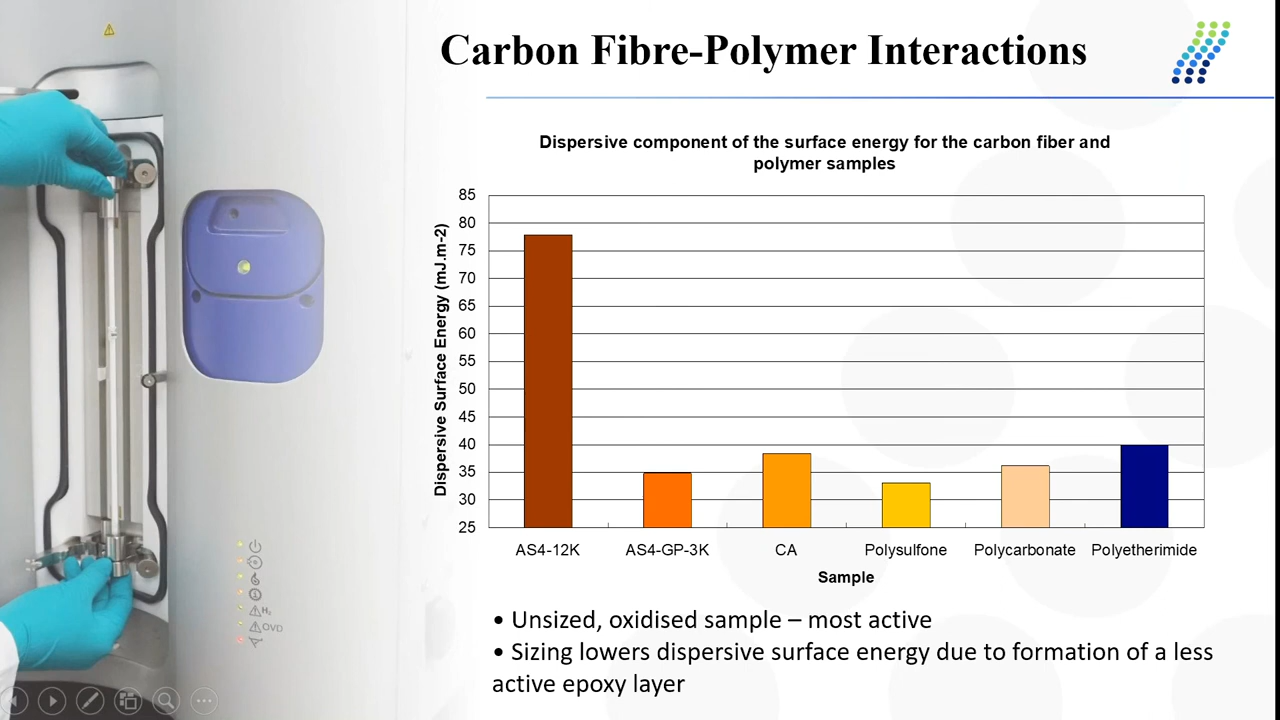 Carbon Fibre-Polymer Interactions
Dispersive component of the surface energy for the carbon fiber and
polymer samples
Dispersive Surface Energy (mJ.m-2)
85
80
75
70
65
60
55
50
45
40
35
30
25
AS4-12K AS4-GP-3K CA Polysulfone Polycarbonate Polyetherimide
Sample
• Unsized, oxidised sample – most active
• Sizing lowers dispersive surface energy due to formation of a less
active epoxy layer
H₂
OVD